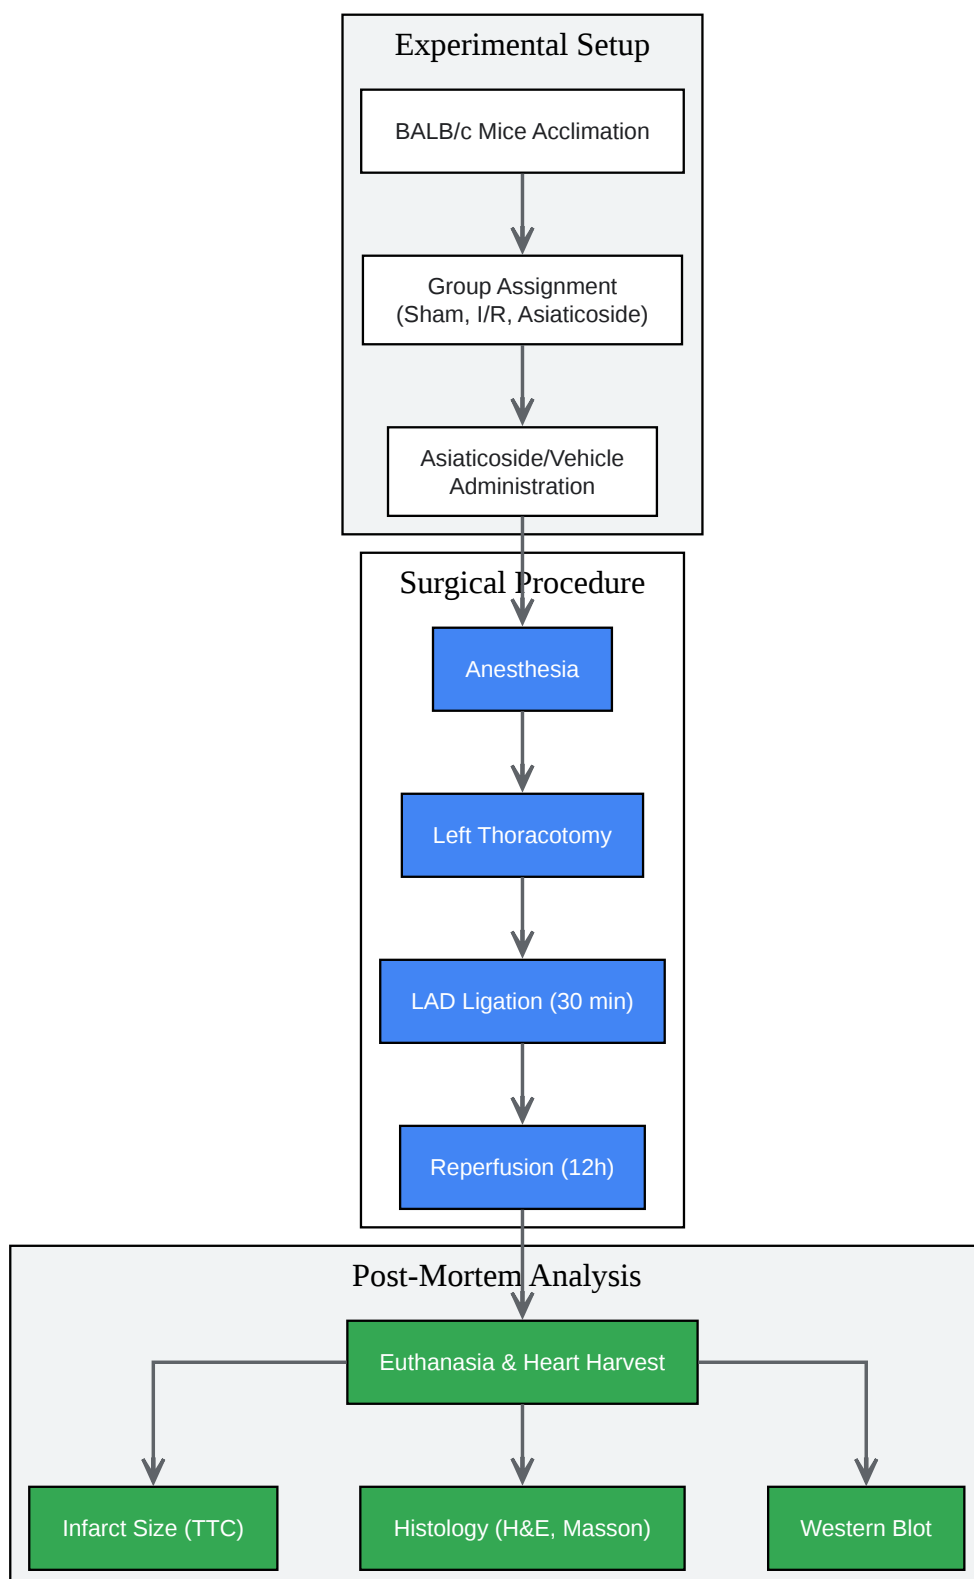 Experimental Setup
BALB/c Mice Acclimation
Group Assignment
(Sham, I/R, Asiaticoside)
Asiaticoside/Vehicle
Administration
Surgical Procedure
Anesthesia
Left Thoracotomy
LAD Ligation (30 min)
Reperfusion (12h)
Post-Mortem Analysis
Euthanasia & Heart Harvest
Infarct Size (TTC)
Histology (H&E, Masson)
Western Blot